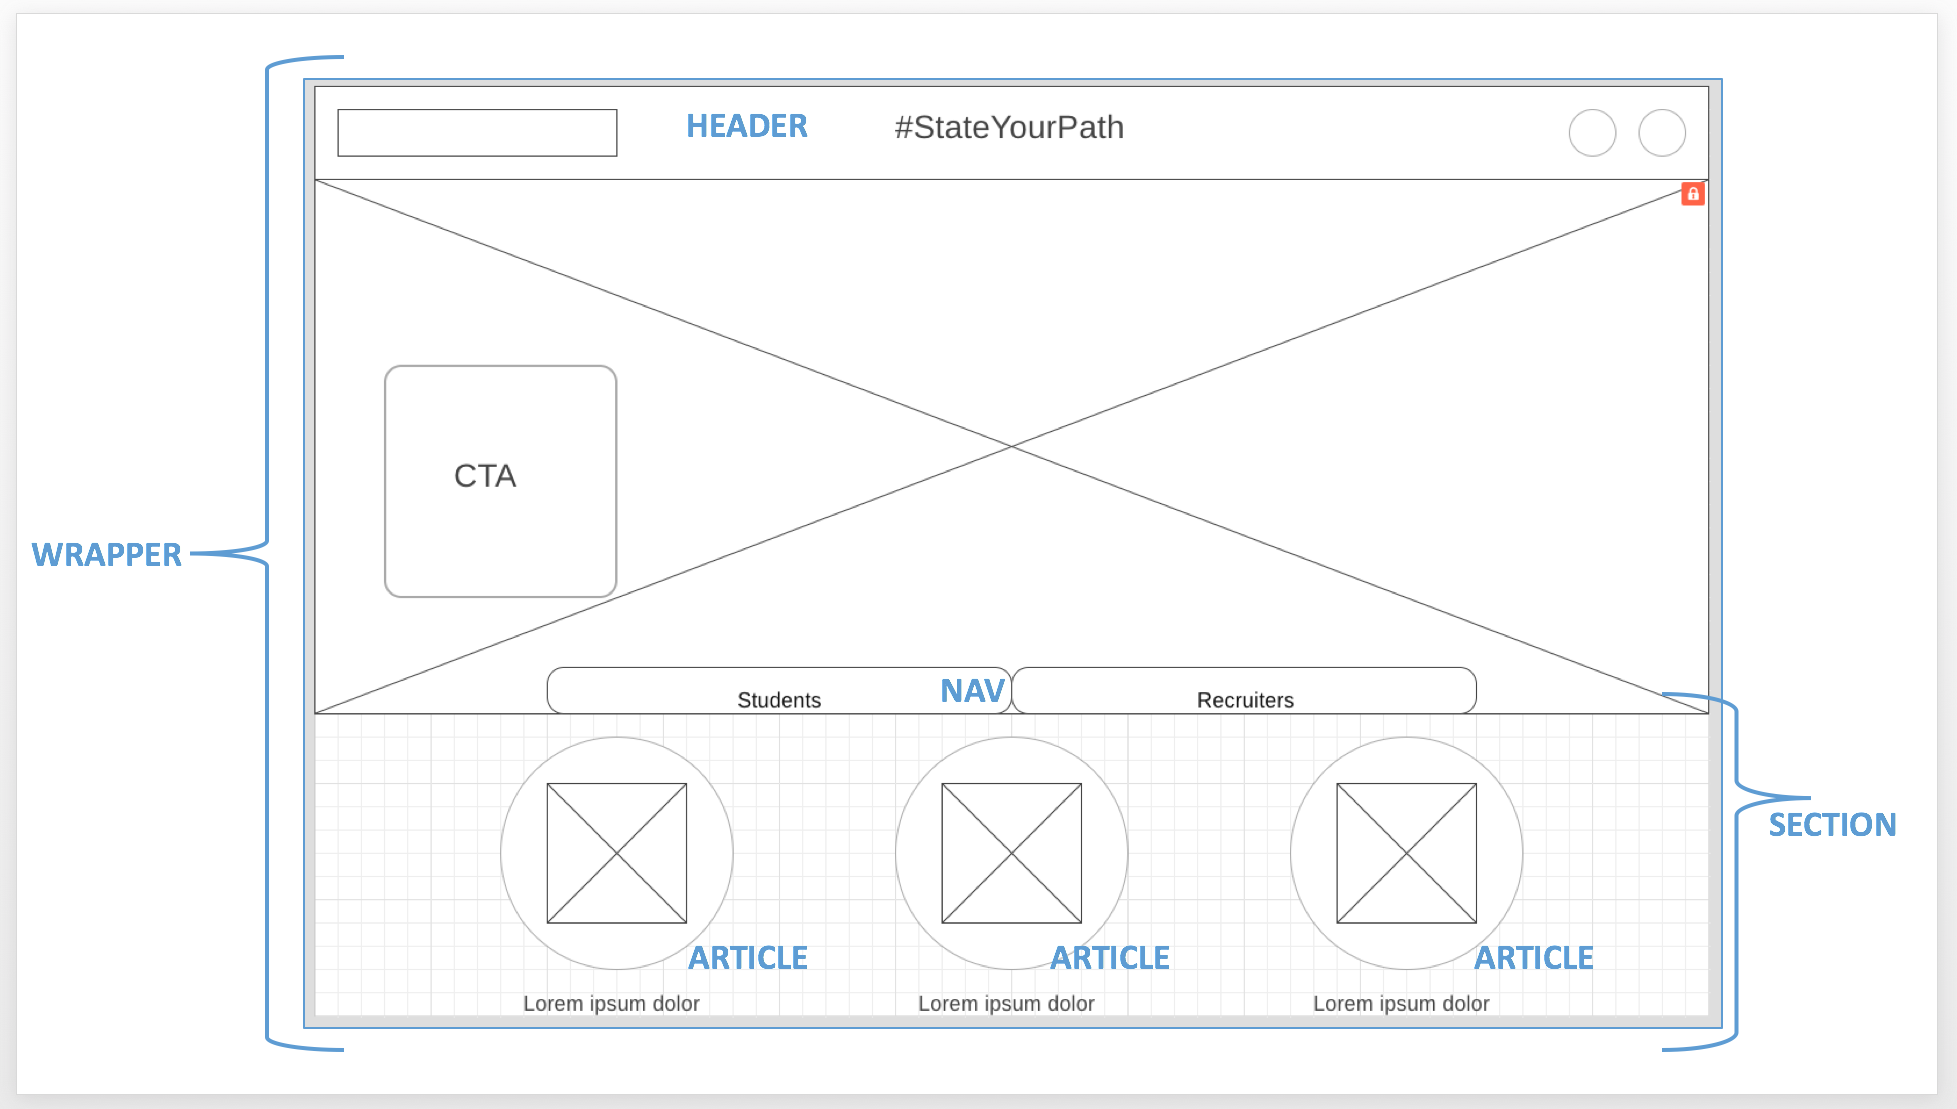 HEADER
#StateYourPath
CTA
WRAPPER
Students
NAV
Recruiters
SECTION
ARTICLE
ARTICLE
ARTICLE
Lorem ipsum dolor
Lorem ipsum dolor
Lorem ipsum dolor